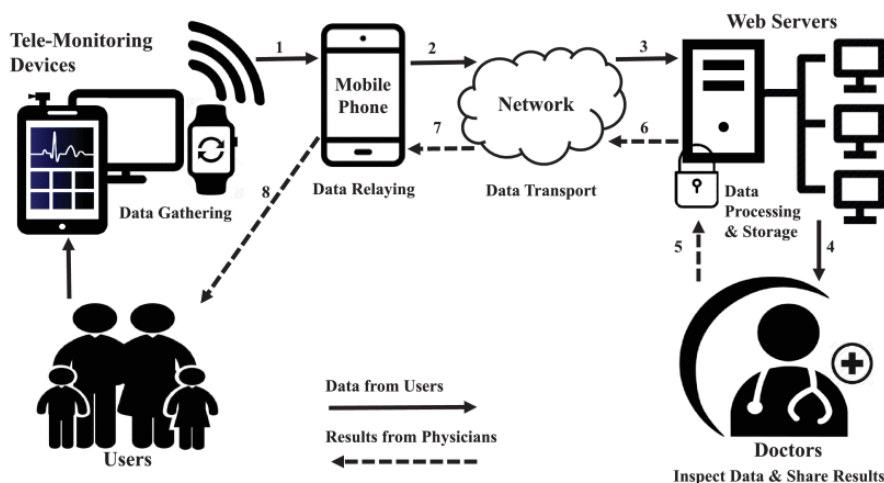 Tele-Monitoring
Devices
Data Gathering
1
Mobile
Phone
Data Relaying
2
7
8
Network
Data Transport
3
6
Web Servers
Data
Processing
& Storage
5
4
Users
Data from Users
Results from Physicians
Doctors
Inspect Data & Share Results